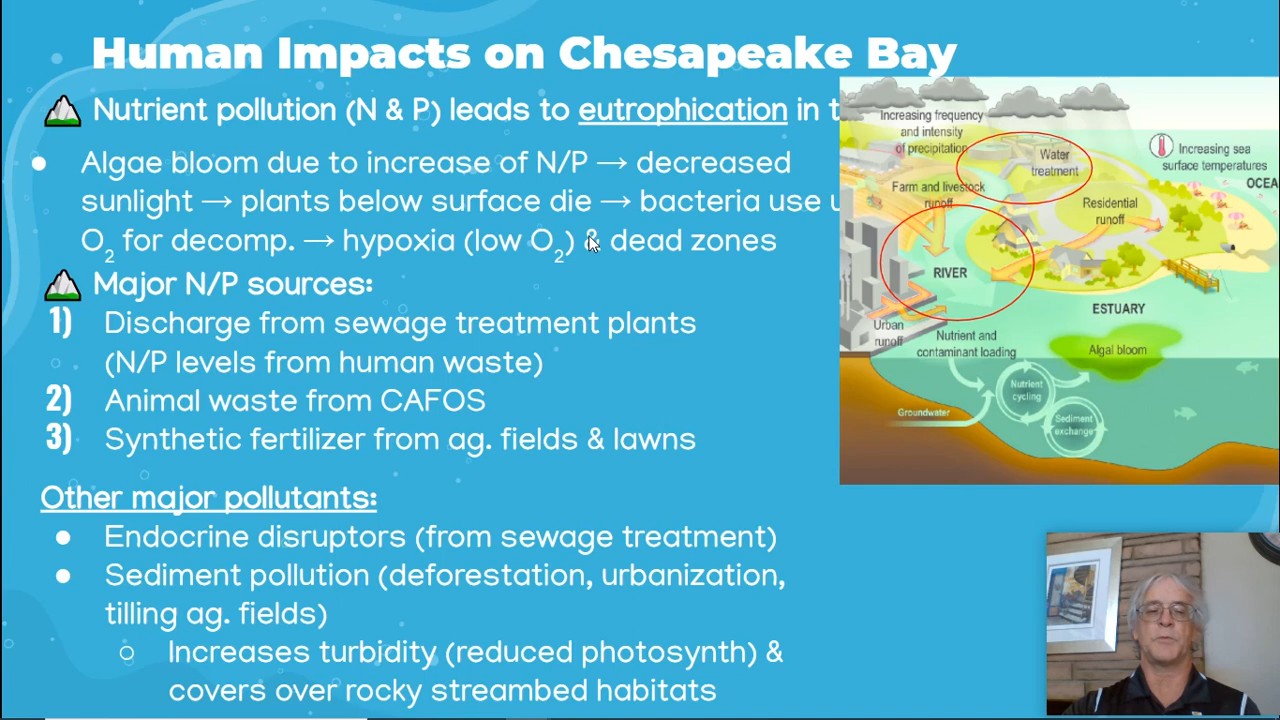 Human Impacts on Chesapeake Bay
Nutrient pollution (N & P) leads to eutrophication in t
Algae bloom due to increase of N/P → decreased
sunlight → plants below surface die → bacteria use u
O₂ for decomp. → hypoxia (low O₂) & dead zones
Major N/P sources:
1) Discharge from sewage treatment plants
(N/P levels from human waste)
2) Animal waste from CAFOS
3) Synthetic fertilizer from ag. fields & lawns
Other major pollutants:
Endocrine disruptors (from sewage treatment)
Sediment pollution (deforestation, urbanization,
tilling ag. fields)
Increases turbidity (reduced photosynth) &
covers over rocky streambed habitats
Increasing frequency
and intensity
of precipitation
Water
treatment
Increasing sea
surface temperatures
OCEA
Farm and livestock
runoff
Residential
runoff
RIVER
ESTUARY
Urban
runoff
Nutrient and
contaminant loading
Algal bloom
Nutrient
cycling
Groundwater
Sediment
exchange